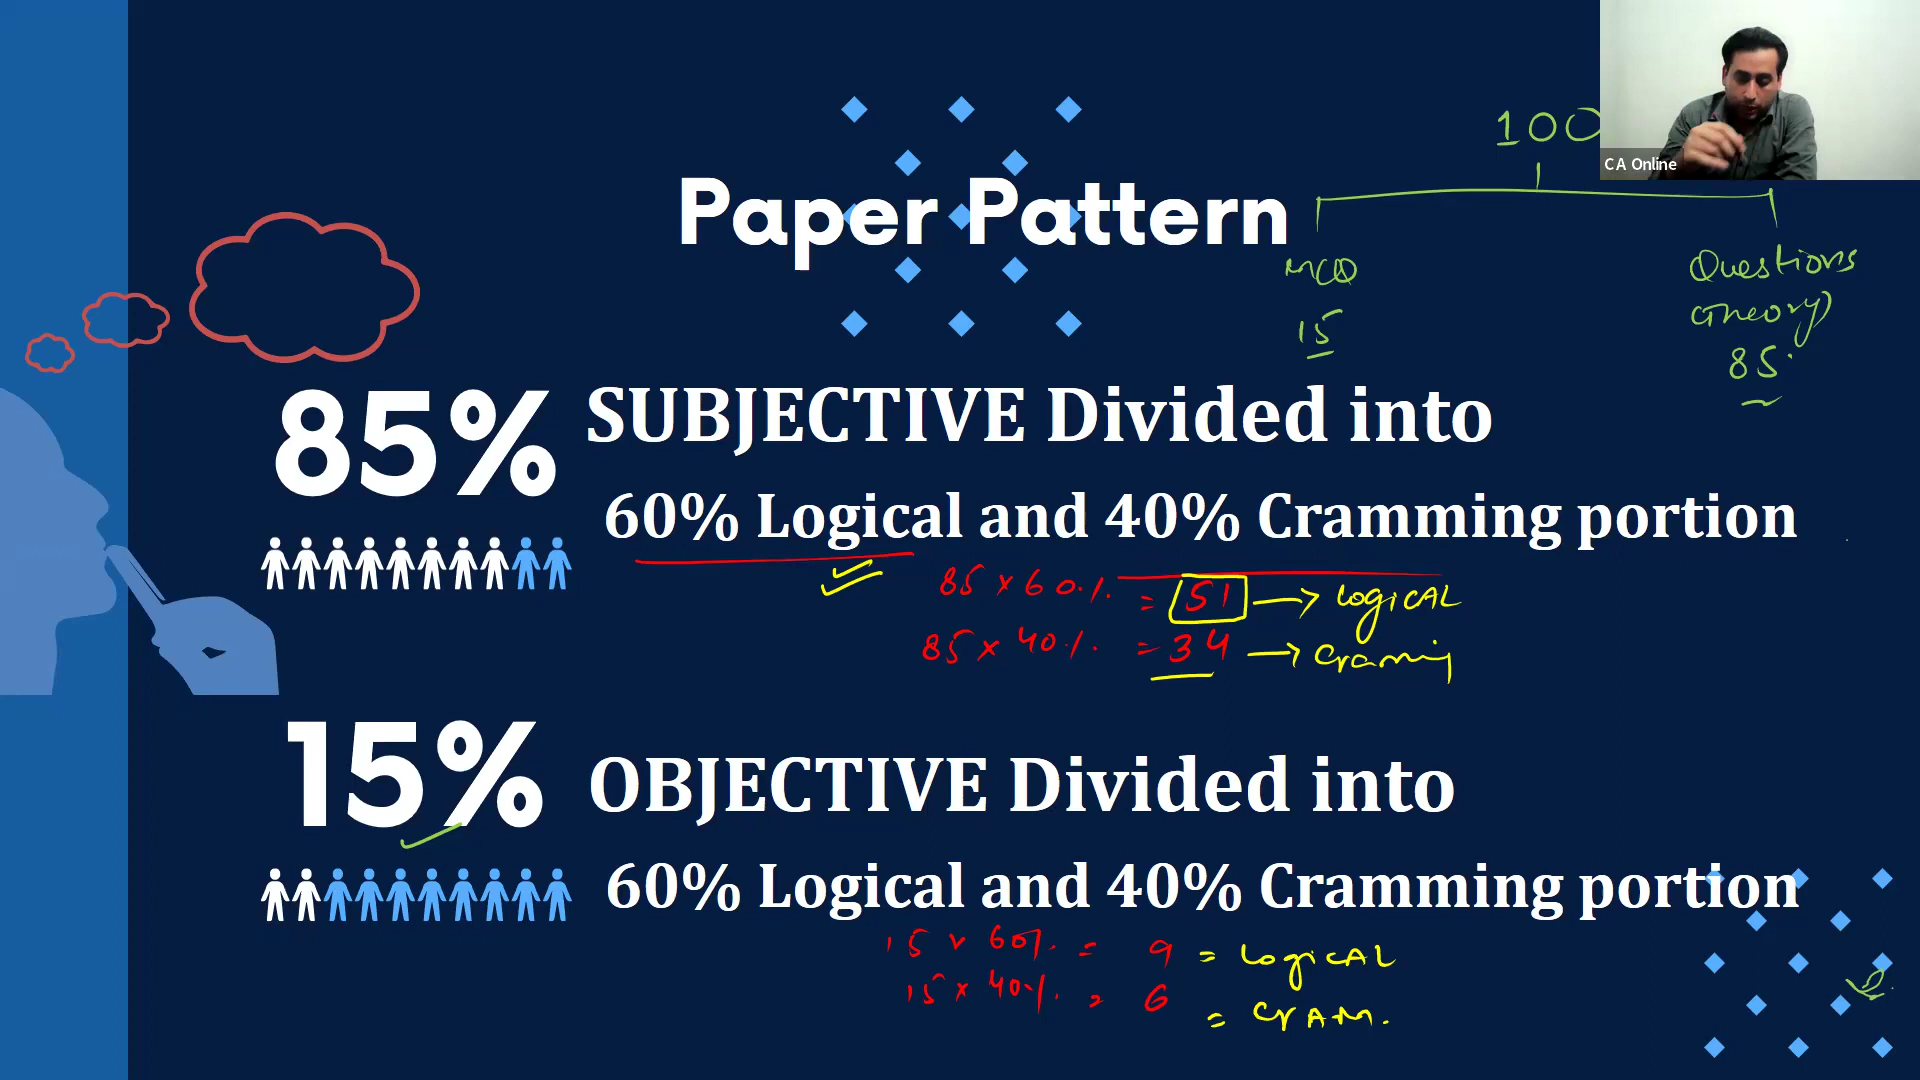 100
CA Online
Paper Pattern
MCQ
15
Questions
(Theory)
85
85% SUBJECTIVE Divided into
60% Logical and 40% Cramming portion
85 x 60% = 51 → LOGICAL
85 x 40% = 34 → Craming
15% OBJECTIVE Divided into
60% Logical and 40% Cramming portion
15 x 60% = 9 = LOGICAL
15 x 40% = 6 = CRAM.